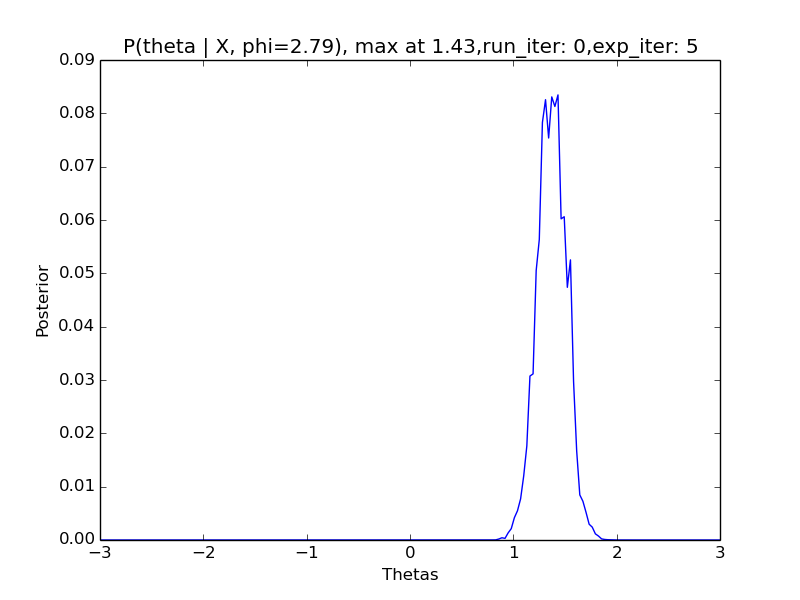 P(theta | X, phi=2.79), max at 1.43,run_iter: 0,exp_iter: 5
0.09
0.08
0.07
0.06
0.05
0.04
0.03
0.02
0.01
0.00
Posterior
−3 −2 −1 0 1 2 3
Thetas